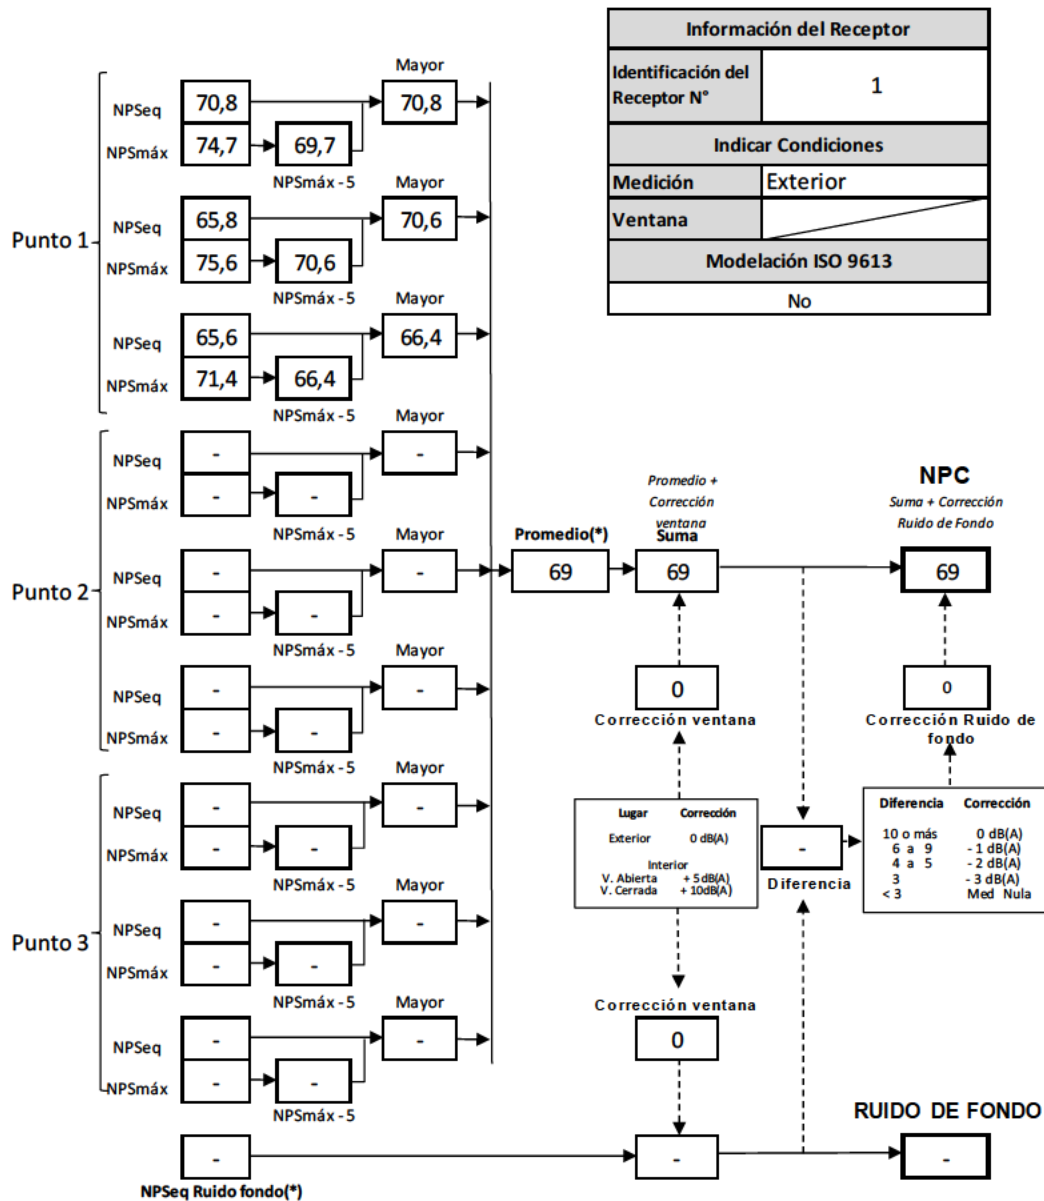 Información del Receptor
Identificación del
Receptor N°
1
Indicar Condiciones
Medición Exterior
Ventana
Modelación ISO 9613
No
Punto 1
Mayor
NPSeq 70,8 70,8
NPSmáx 74,7 69,7
NPSmáx - 5
Mayor
NPSeq 65,8 70,6
NPSmáx 75,6 70,6
NPSmáx - 5
Mayor
NPSeq 65,6 66,4
NPSmáx 71,4 66,4
NPSmáx - 5
Punto 2
Mayor
NPSeq - -
NPSmáx - -
NPSmáx - 5
Mayor
NPSeq - -
NPSmáx - -
NPSmáx - 5
Mayor
NPSeq - -
NPSmáx - -
NPSmáx - 5
Punto 3
Mayor
NPSeq - -
NPSmáx - -
NPSmáx - 5
Mayor
NPSeq - -
NPSmáx - -
NPSmáx - 5
Mayor
NPSeq - -
NPSmáx - -
NPSmáx - 5
-
NPSeq Ruido fondo(*)
Promedio(*)
69
Promedio +
Corrección
ventana
Suma
69
NPC
Suma + Corrección
Ruido de Fondo
69
0
Corrección ventana
0
Corrección Ruido de
fondo
Lugar Corrección
Exterior 0 dB(A)
Interior
V. Abierta + 5 dB(A)
V. Cerrada + 10dB(A)
-
Diferencia
Diferencia Corrección
10 o más 0 dB(A)
6 a 9 - 1 dB(A)
4 a 5 - 2 dB(A)
3 - 3 dB(A)
< 3 Med Nula
Corrección ventana
0
-
RUIDO DE FONDO
-